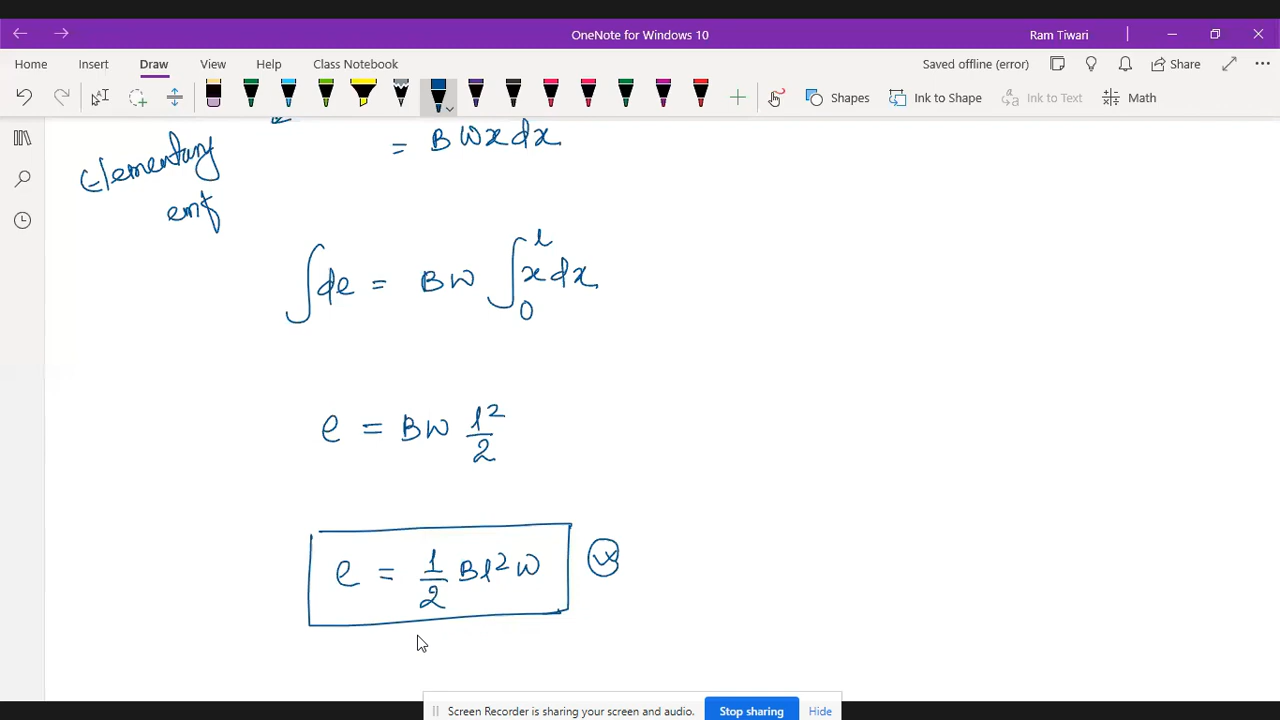 OneNote for Windows 10
Ram Tiwari
Home Insert Draw View Help Class Notebook
Saved offline (error) Share
Shapes Ink to Shape Ink to Text Math
= BWxdx
Elementary
emf
∫de = BW ∫₀ˡ xdx
e = BW l²/2
e = 1/2 Bl²W
Screen Recorder is sharing your screen and audio. Stop sharing Hide